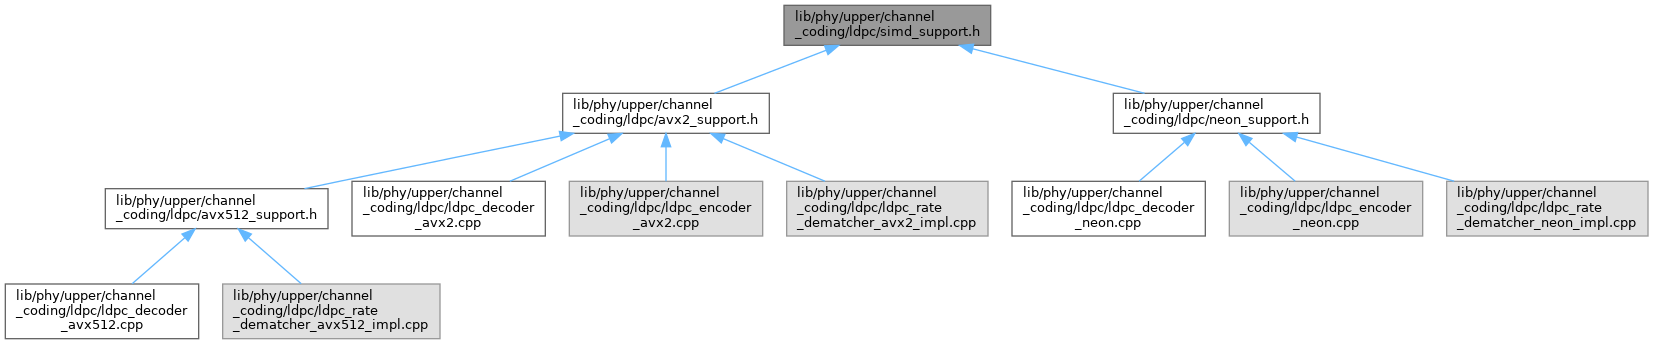 lib/phy/upper/channel
_coding/ldpc/simd_support.h
lib/phy/upper/channel
_coding/ldpc/avx2_support.h
lib/phy/upper/channel
_coding/ldpc/neon_support.h
lib/phy/upper/channel
_coding/ldpc/avx512_support.h
lib/phy/upper/channel
_coding/ldpc/ldpc_decoder
_avx2.cpp
lib/phy/upper/channel
_coding/ldpc/ldpc_encoder
_avx2.cpp
lib/phy/upper/channel
_coding/ldpc/ldpc_rate
_dematcher_avx2_impl.cpp
lib/phy/upper/channel
_coding/ldpc/ldpc_decoder
_neon.cpp
lib/phy/upper/channel
_coding/ldpc/ldpc_encoder
_neon.cpp
lib/phy/upper/channel
_coding/ldpc/ldpc_rate
_dematcher_neon_impl.cpp
lib/phy/upper/channel
_coding/ldpc/ldpc_decoder
_avx512.cpp
lib/phy/upper/channel
_coding/ldpc/ldpc_rate
_dematcher_avx512_impl.cpp